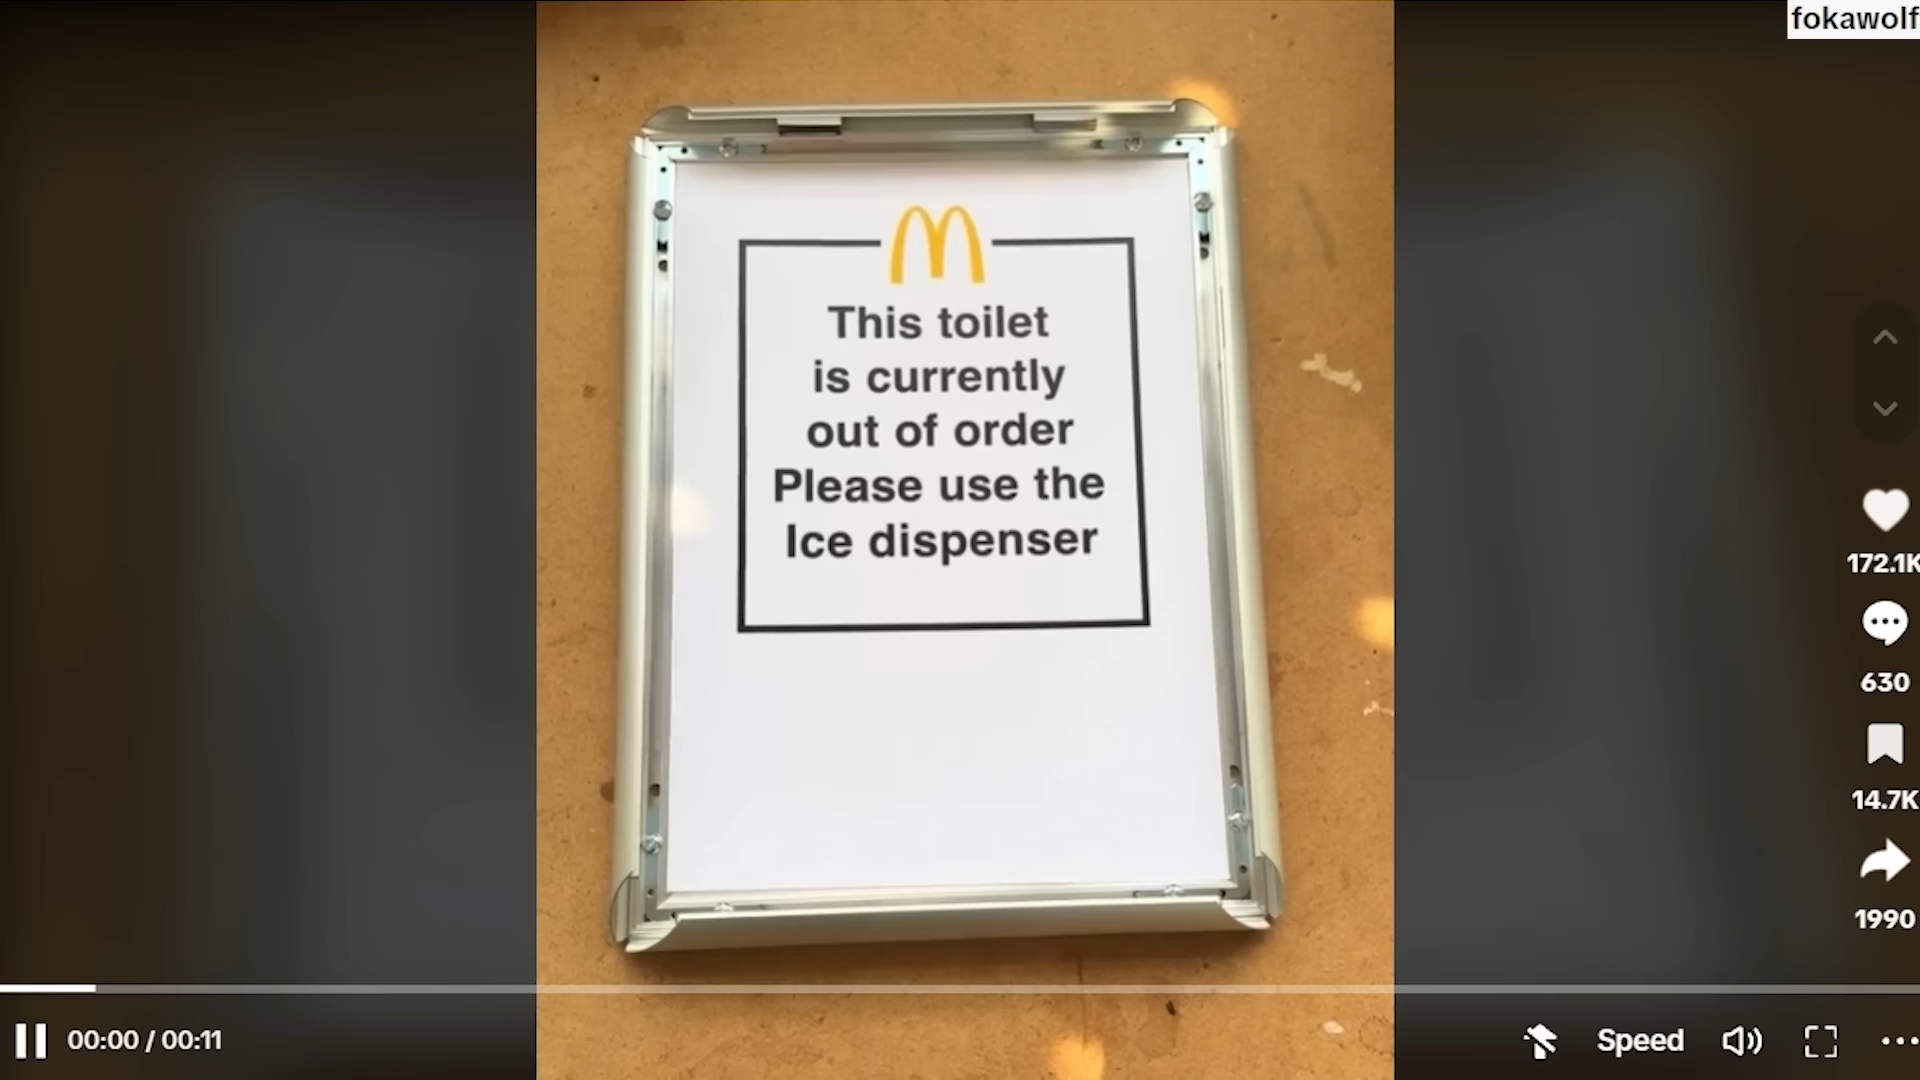 fokawolf
This toilet
is currently
out of order
Please use the
Ice dispenser
172.1K
630
14.7K
1990
00:00 / 00:11
Speed